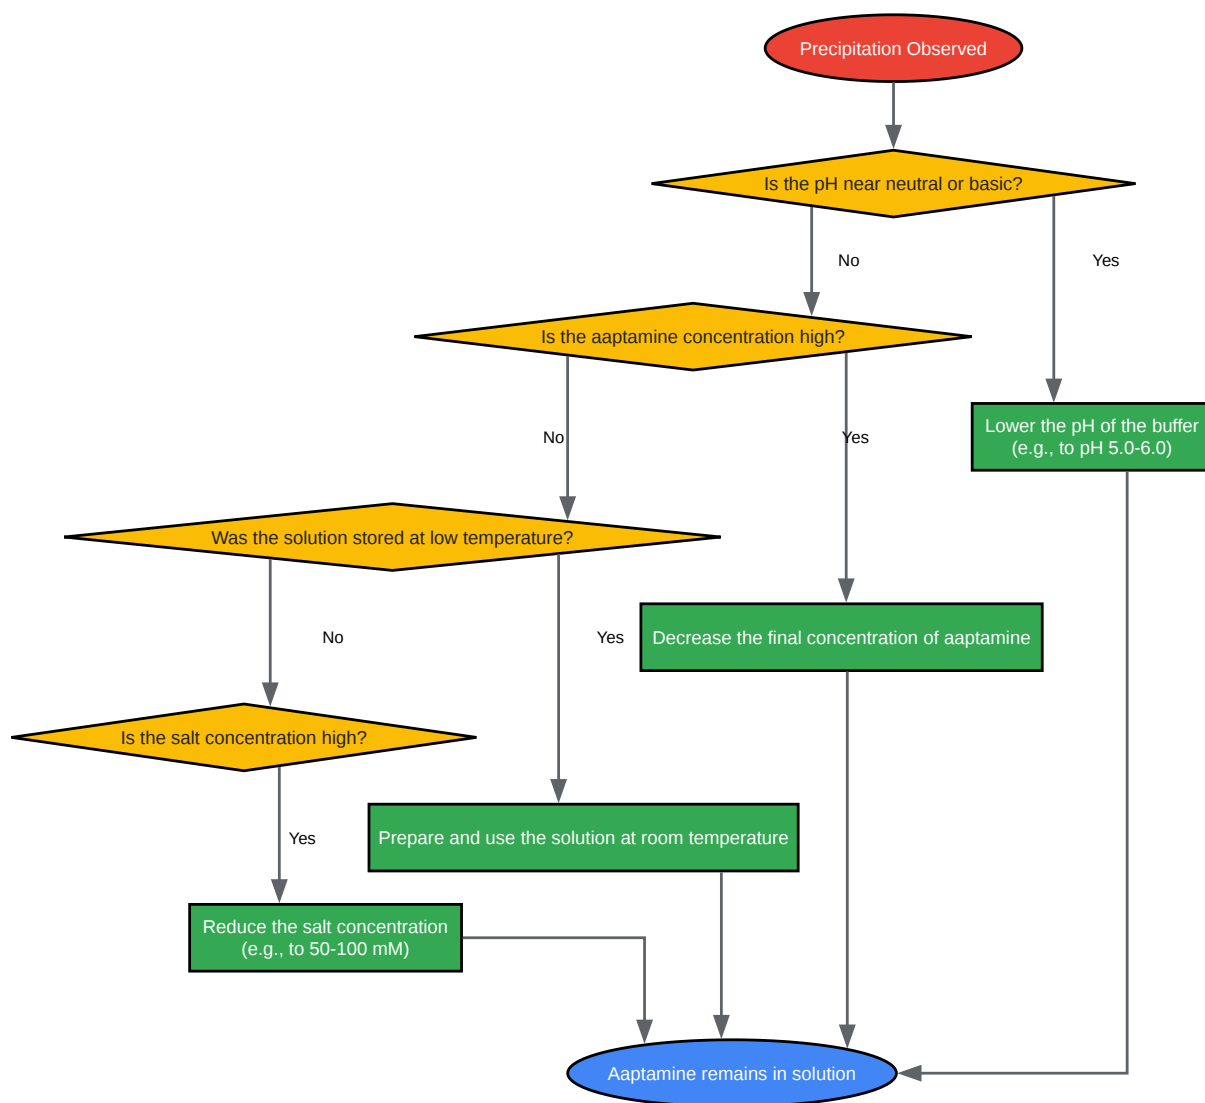 Precipitation Observed
Is the pH near neutral or basic?
No
Yes
Is the aaptamine concentration high?
Lower the pH of the buffer
(e.g., to pH 5.0-6.0)
No
Yes
Was the solution stored at low temperature?
No
Yes
Decrease the final concentration of aaptamine
Is the salt concentration high?
Yes
Prepare and use the solution at room temperature
Reduce the salt concentration
(e.g., to 50-100 mM)
Aaptamine remains in solution